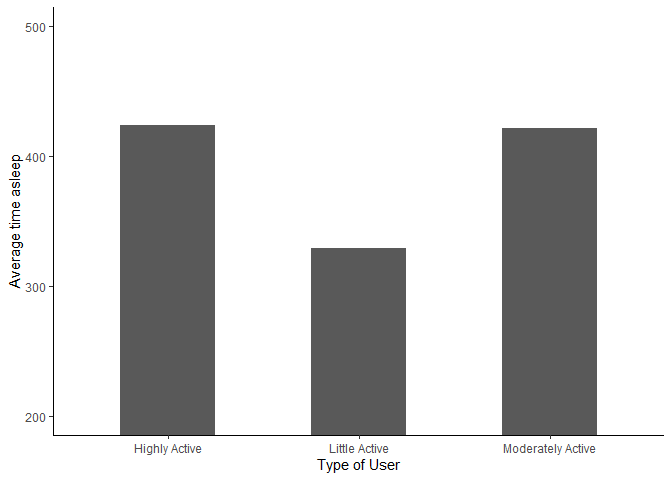 500
400
300
200
Average time asleep
Highly Active
Little Active
Moderately Active
Type of User